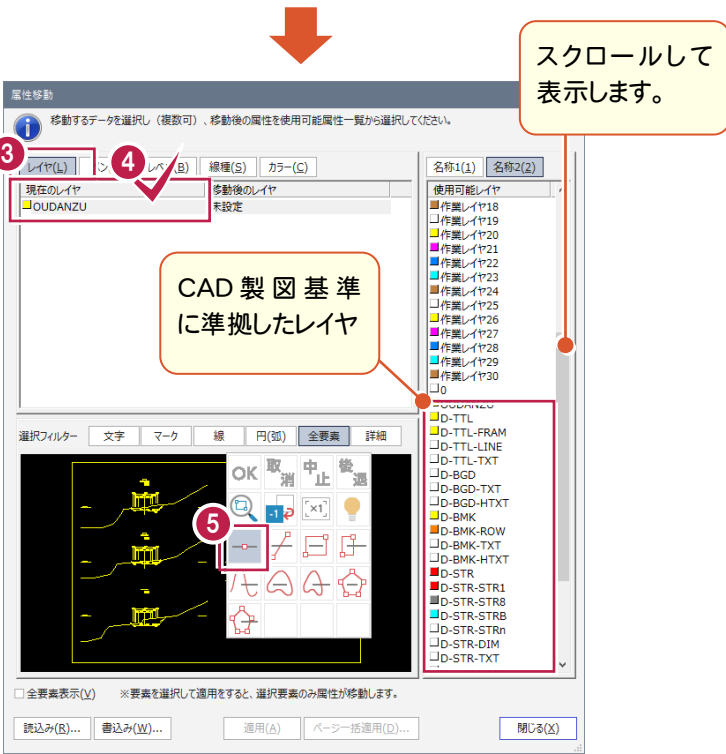 スクロールして
表示します。
属性移動
移動するデータを選択し（複数可）、移動後の属性を使用可能属性一覧から選択してください。
3
4
レイヤ(L)
線種(S)
カラー(C)
名称1(1)
名称2(2)
現在のレイヤ
移動後のレイヤ
OUDANZU
未設定
使用可能レイヤ
作業レイヤ18
作業レイヤ19
作業レイヤ20
作業レイヤ21
作業レイヤ22
作業レイヤ23
作業レイヤ24
作業レイヤ25
作業レイヤ26
作業レイヤ27
作業レイヤ28
作業レイヤ29
作業レイヤ30
0
OUDANZU
D-TTL
D-TTL-FRAM
D-TTL-LINE
D-TTL-TXT
D-BGD
D-BGD-TXT
D-BGD-HTXT
D-BMK
D-BMK-ROW
D-BMK-TXT
D-BMK-HTXT
D-STR
D-STR-STR1
D-STR-STR8
D-STR-STRB
D-STR-STRn
D-STR-DIM
D-STR-TXT
CAD製図基準
に準拠したレイヤ
選択フィルター
文字
マーク
線
円(弧)
全要素
詳細
OK
取消
中止
後退
-1
[×1]
5
全要素表示(V)
※要素を選択して適用をすると、選択要素のみ属性が移動します。
読込み(R)...
書込み(W)...
適用(A)
ページ一括適用(D)...
閉じる(X)